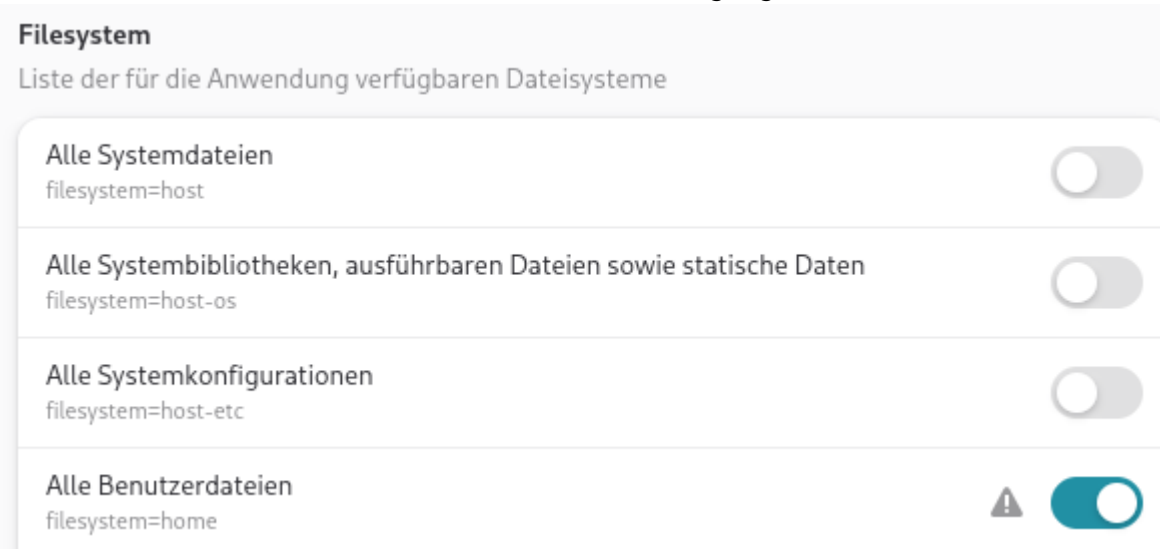 Filesystem
Liste der für die Anwendung verfügbaren Dateisysteme
Alle Systemdateien
filesystem=host
Alle Systembibliotheken, ausführbaren Dateien sowie statische Daten
filesystem=host-os
Alle Systemkonfigurationen
filesystem=host-etc
Alle Benutzerdateien
filesystem=home